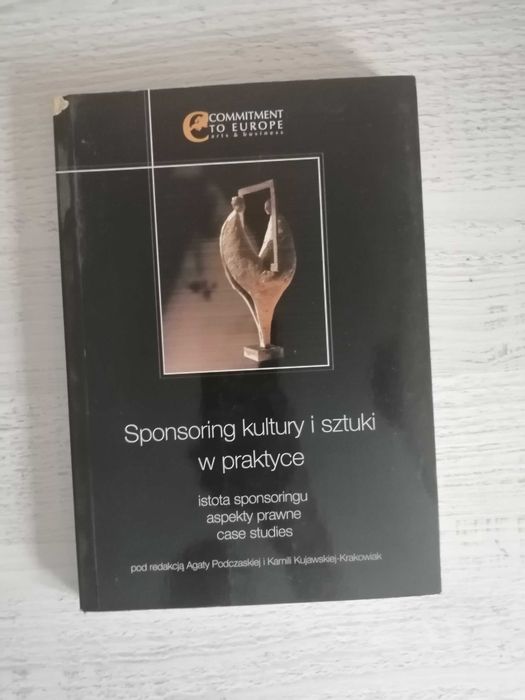 COMMITMENT
TO EUROPE
arts & business
Sponsoring kultury i sztuki
w praktyce
istota sponsoringu
aspekty prawne
case studies
pod redakcją Agaty Podczaskiej i Kamili Kujawskiej-Krakowiak